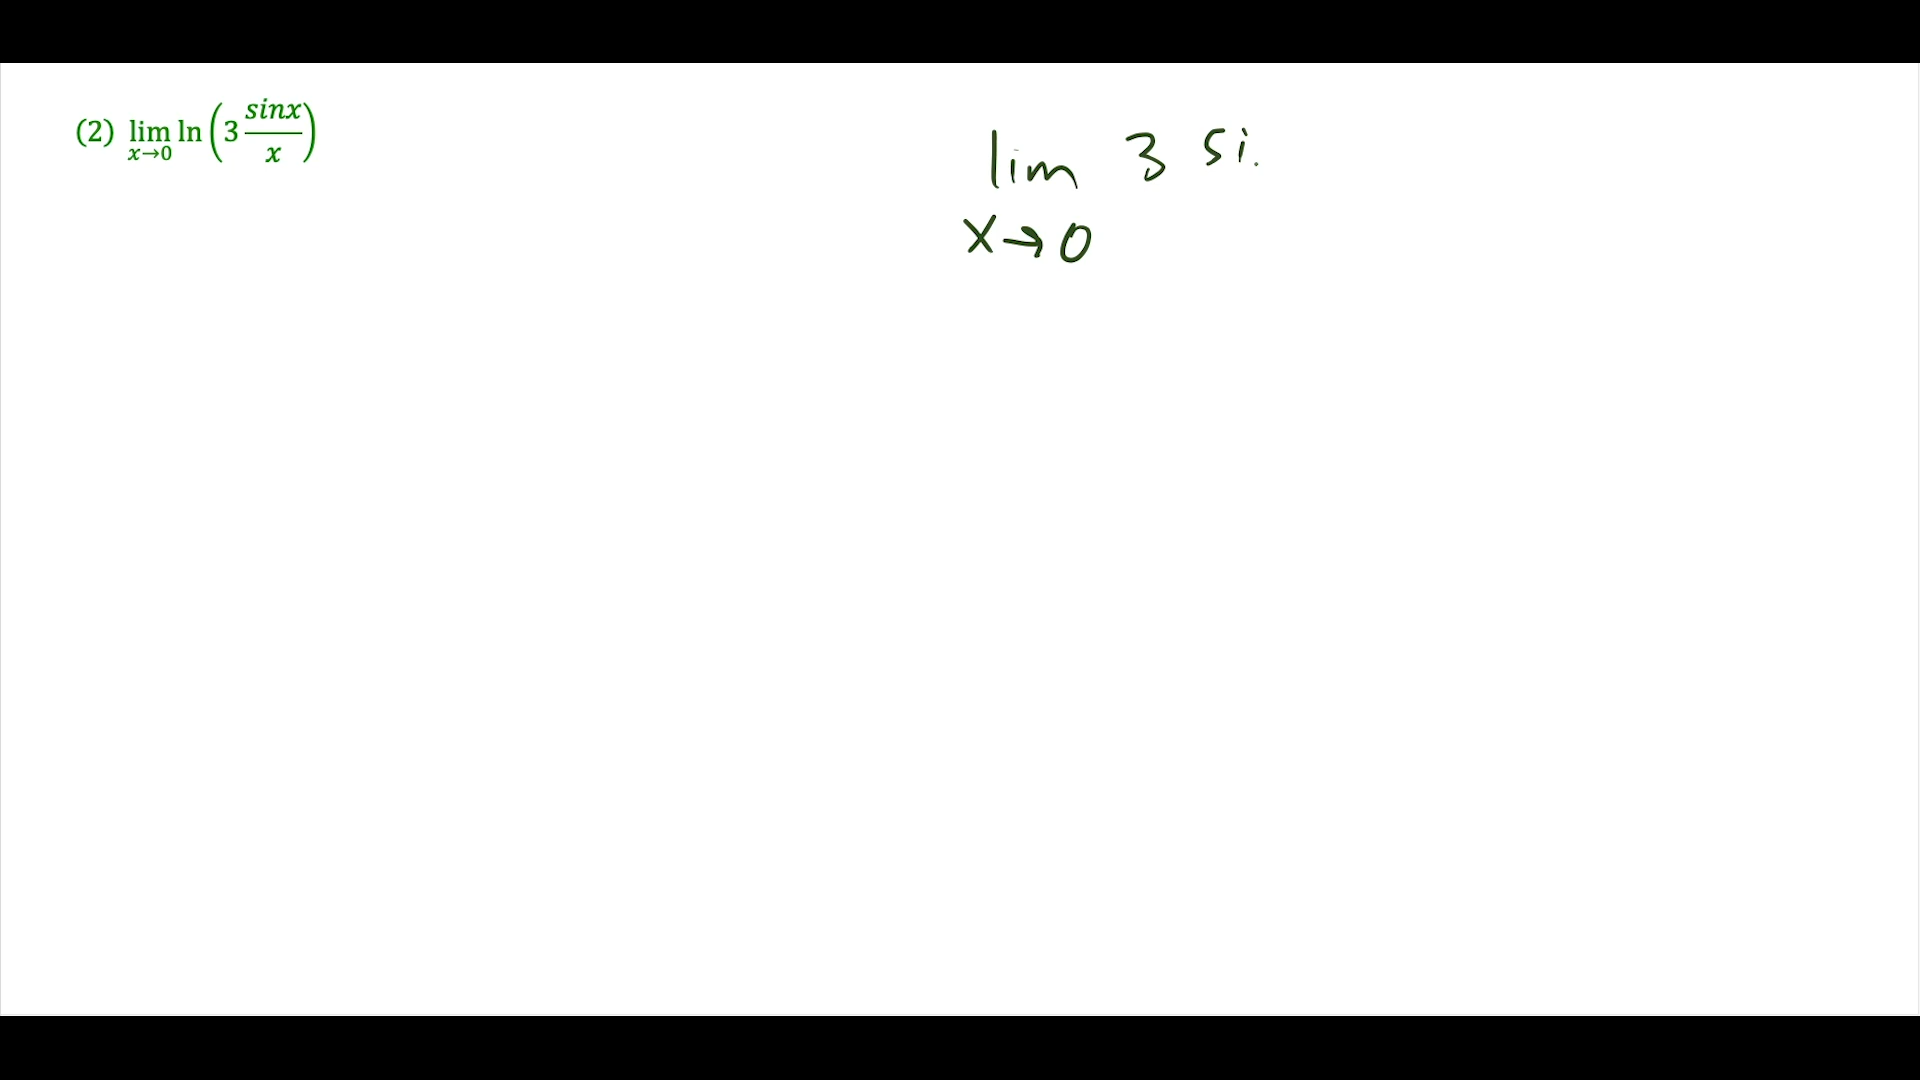 (2) lim x→0 ln(3 sinx/x)
lim 3 si
x→0